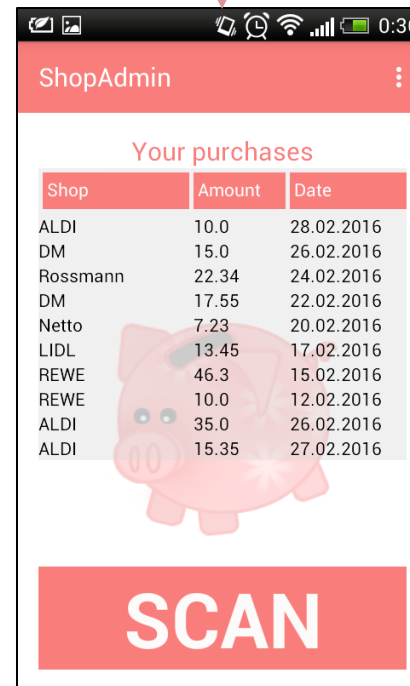 0:30
ShopAdmin
Your purchases
Shop Amount Date
ALDI 10.0 28.02.2016
DM 15.0 26.02.2016
Rossmann 22.34 24.02.2016
DM 17.55 22.02.2016
Netto 7.23 20.02.2016
LIDL 13.45 17.02.2016
REWE 46.3 15.02.2016
REWE 10.0 12.02.2016
ALDI 35.0 26.02.2016
ALDI 15.35 27.02.2016
SCAN